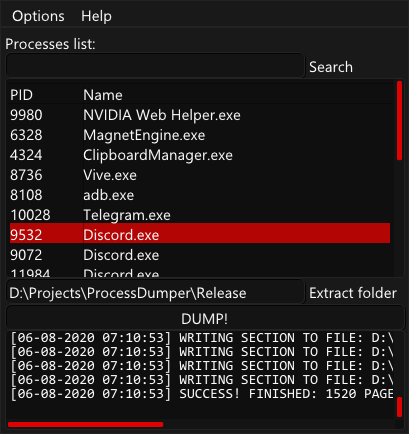 Options Help
Processes list:
Search
PID Name
9980 NVIDIA Web Helper.exe
6328 MagnetEngine.exe
4324 ClipboardManager.exe
8736 Vive.exe
8108 adb.exe
10028 Telegram.exe
9532 Discord.exe
9072 Discord.exe
11984 Discord.exe
D:\Projects\ProcessDumper\Release Extract folder
DUMP!
[06-08-2020 07:10:53] WRITING SECTION TO FILE: D:\
[06-08-2020 07:10:53] WRITING SECTION TO FILE: D:\
[06-08-2020 07:10:53] WRITING SECTION TO FILE: D:\
[06-08-2020 07:10:53] WRITING SECTION TO FILE: D:\
[06-08-2020 07:10:53] SUCCESS! FINISHED: 1520 PAGE